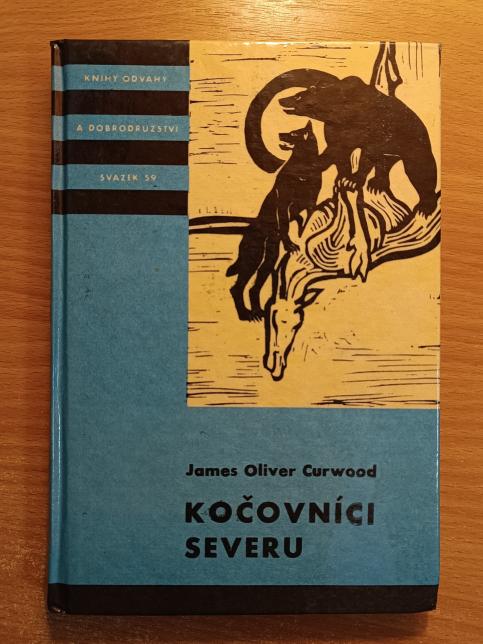 KNIHY ODVAHY
A DOBRODRUŽSTVÍ
SVAZEK 59
James Oliver Curwood
KOČOVNÍCI
SEVERU